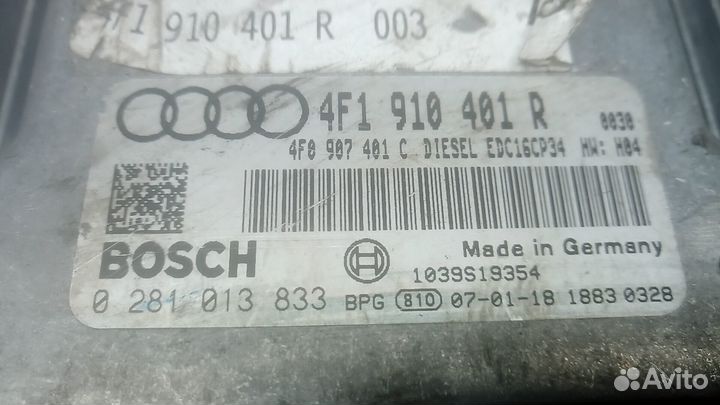 4F1 910 401 R 003
4F1 910 401 R 0030
4F0 907 401 C DIESEL EDC16CP34 HW: H04
BOSCH
Made in Germany
1039S19354
0 281 013 833 BPG 810 07-01-18 1883 0328
Avito